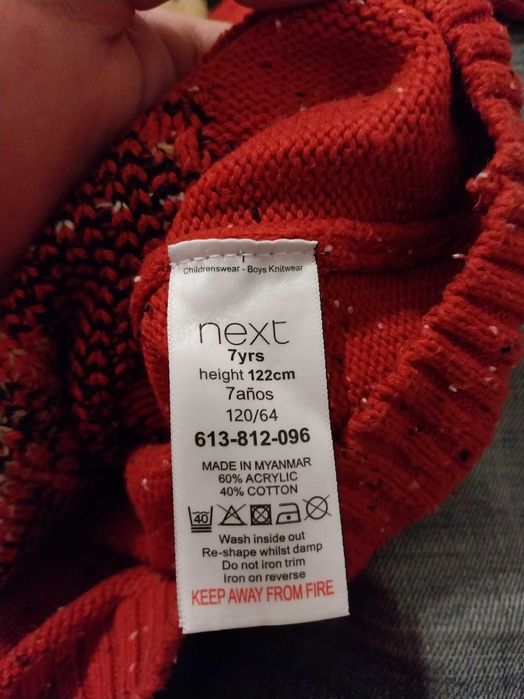 Childrenswear - Boys Knitwear
next
7yrs
height 122cm
7años
120/64
613-812-096
MADE IN MYANMAR
60% ACRYLIC
40% COTTON
40
Wash inside out
Re-shape whilst damp
Do not iron trim
Iron on reverse
KEEP AWAY FROM FIRE